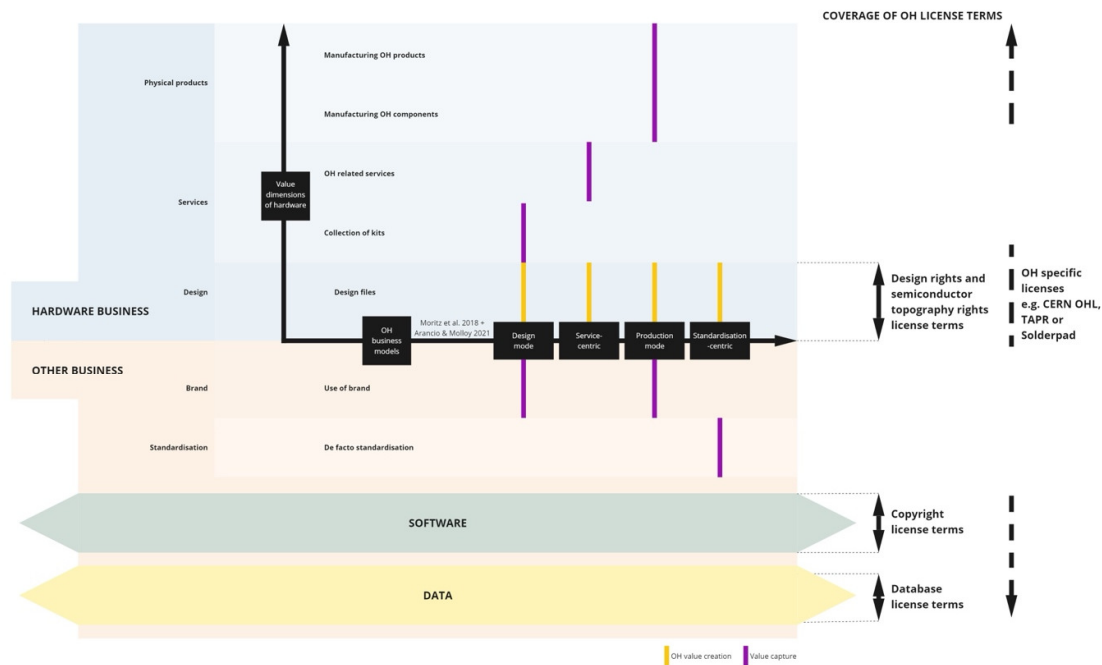 COVERAGE OF OH LICENSE TERMS
Manufacturing OH products
Physical products
Manufacturing OH components
OH related services
Value
dimensions
of hardware
Services
Collection of kits
Design
Design files
HARDWARE BUSINESS
Moritz et al. 2018 +
Arancio & Molloy 2021
OH
business
models
Design
mode
Service-
centric
Production
mode
Standardisation
-centric
Design rights and
semiconductor
topography rights
license terms
OH specific
licenses
e.g. CERN OHL,
TAPR or
Solderpad
OTHER BUSINESS
Brand
Use of brand
Standardisation
De facto standardisation
SOFTWARE
Copyright
license terms
DATA
Database
license terms
OH value creation
Value capture